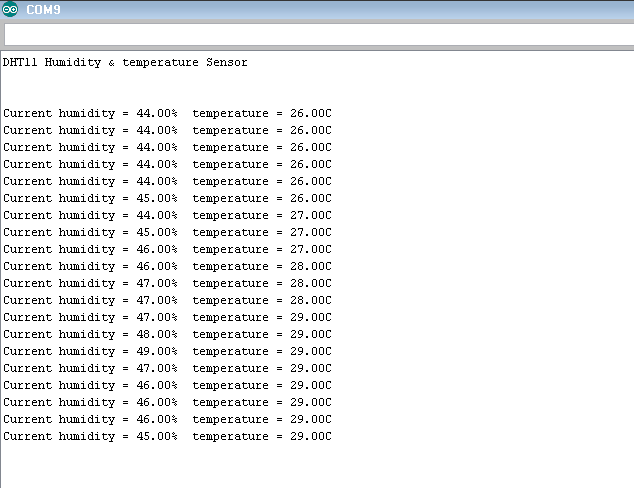 COM9
DHT11 Humidity & temperature Sensor
Current humidity = 44.00%  temperature = 26.00C
Current humidity = 44.00%  temperature = 26.00C
Current humidity = 44.00%  temperature = 26.00C
Current humidity = 44.00%  temperature = 26.00C
Current humidity = 44.00%  temperature = 26.00C
Current humidity = 45.00%  temperature = 26.00C
Current humidity = 44.00%  temperature = 27.00C
Current humidity = 45.00%  temperature = 27.00C
Current humidity = 46.00%  temperature = 27.00C
Current humidity = 46.00%  temperature = 28.00C
Current humidity = 47.00%  temperature = 28.00C
Current humidity = 47.00%  temperature = 28.00C
Current humidity = 47.00%  temperature = 29.00C
Current humidity = 48.00%  temperature = 29.00C
Current humidity = 49.00%  temperature = 29.00C
Current humidity = 47.00%  temperature = 29.00C
Current humidity = 46.00%  temperature = 29.00C
Current humidity = 46.00%  temperature = 29.00C
Current humidity = 46.00%  temperature = 29.00C
Current humidity = 45.00%  temperature = 29.00C